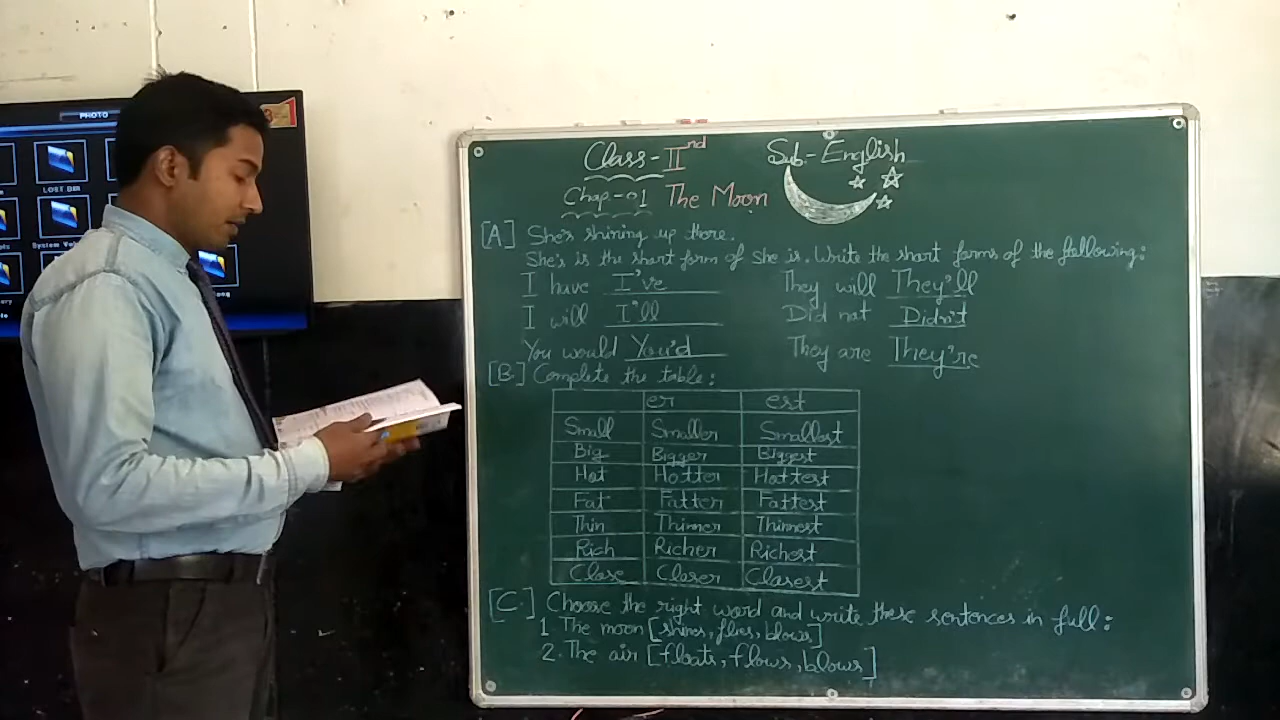 PHOTO
LOST.DIR
Class-IInd Sub-English
Chap-01 The Moon
[A] She's shining up there.
She's is the short form of she is. Write the short forms of the following:
I have I've They will They'll
I will I'll Did not Didn't
You would You'd They are They're
[B] Complete the table:
er est
Small Smaller Smallest
Big Bigger Biggest
Hot Hotter Hottest
Fat Fatter Fattest
Thin Thinner Thinnest
Rich Richer Richest
Close Closer Closest
[C.] Choose the right word and write these sentences in full:
1. The moon [shines, flies, blows]
2. The air [floats, flows, blows]